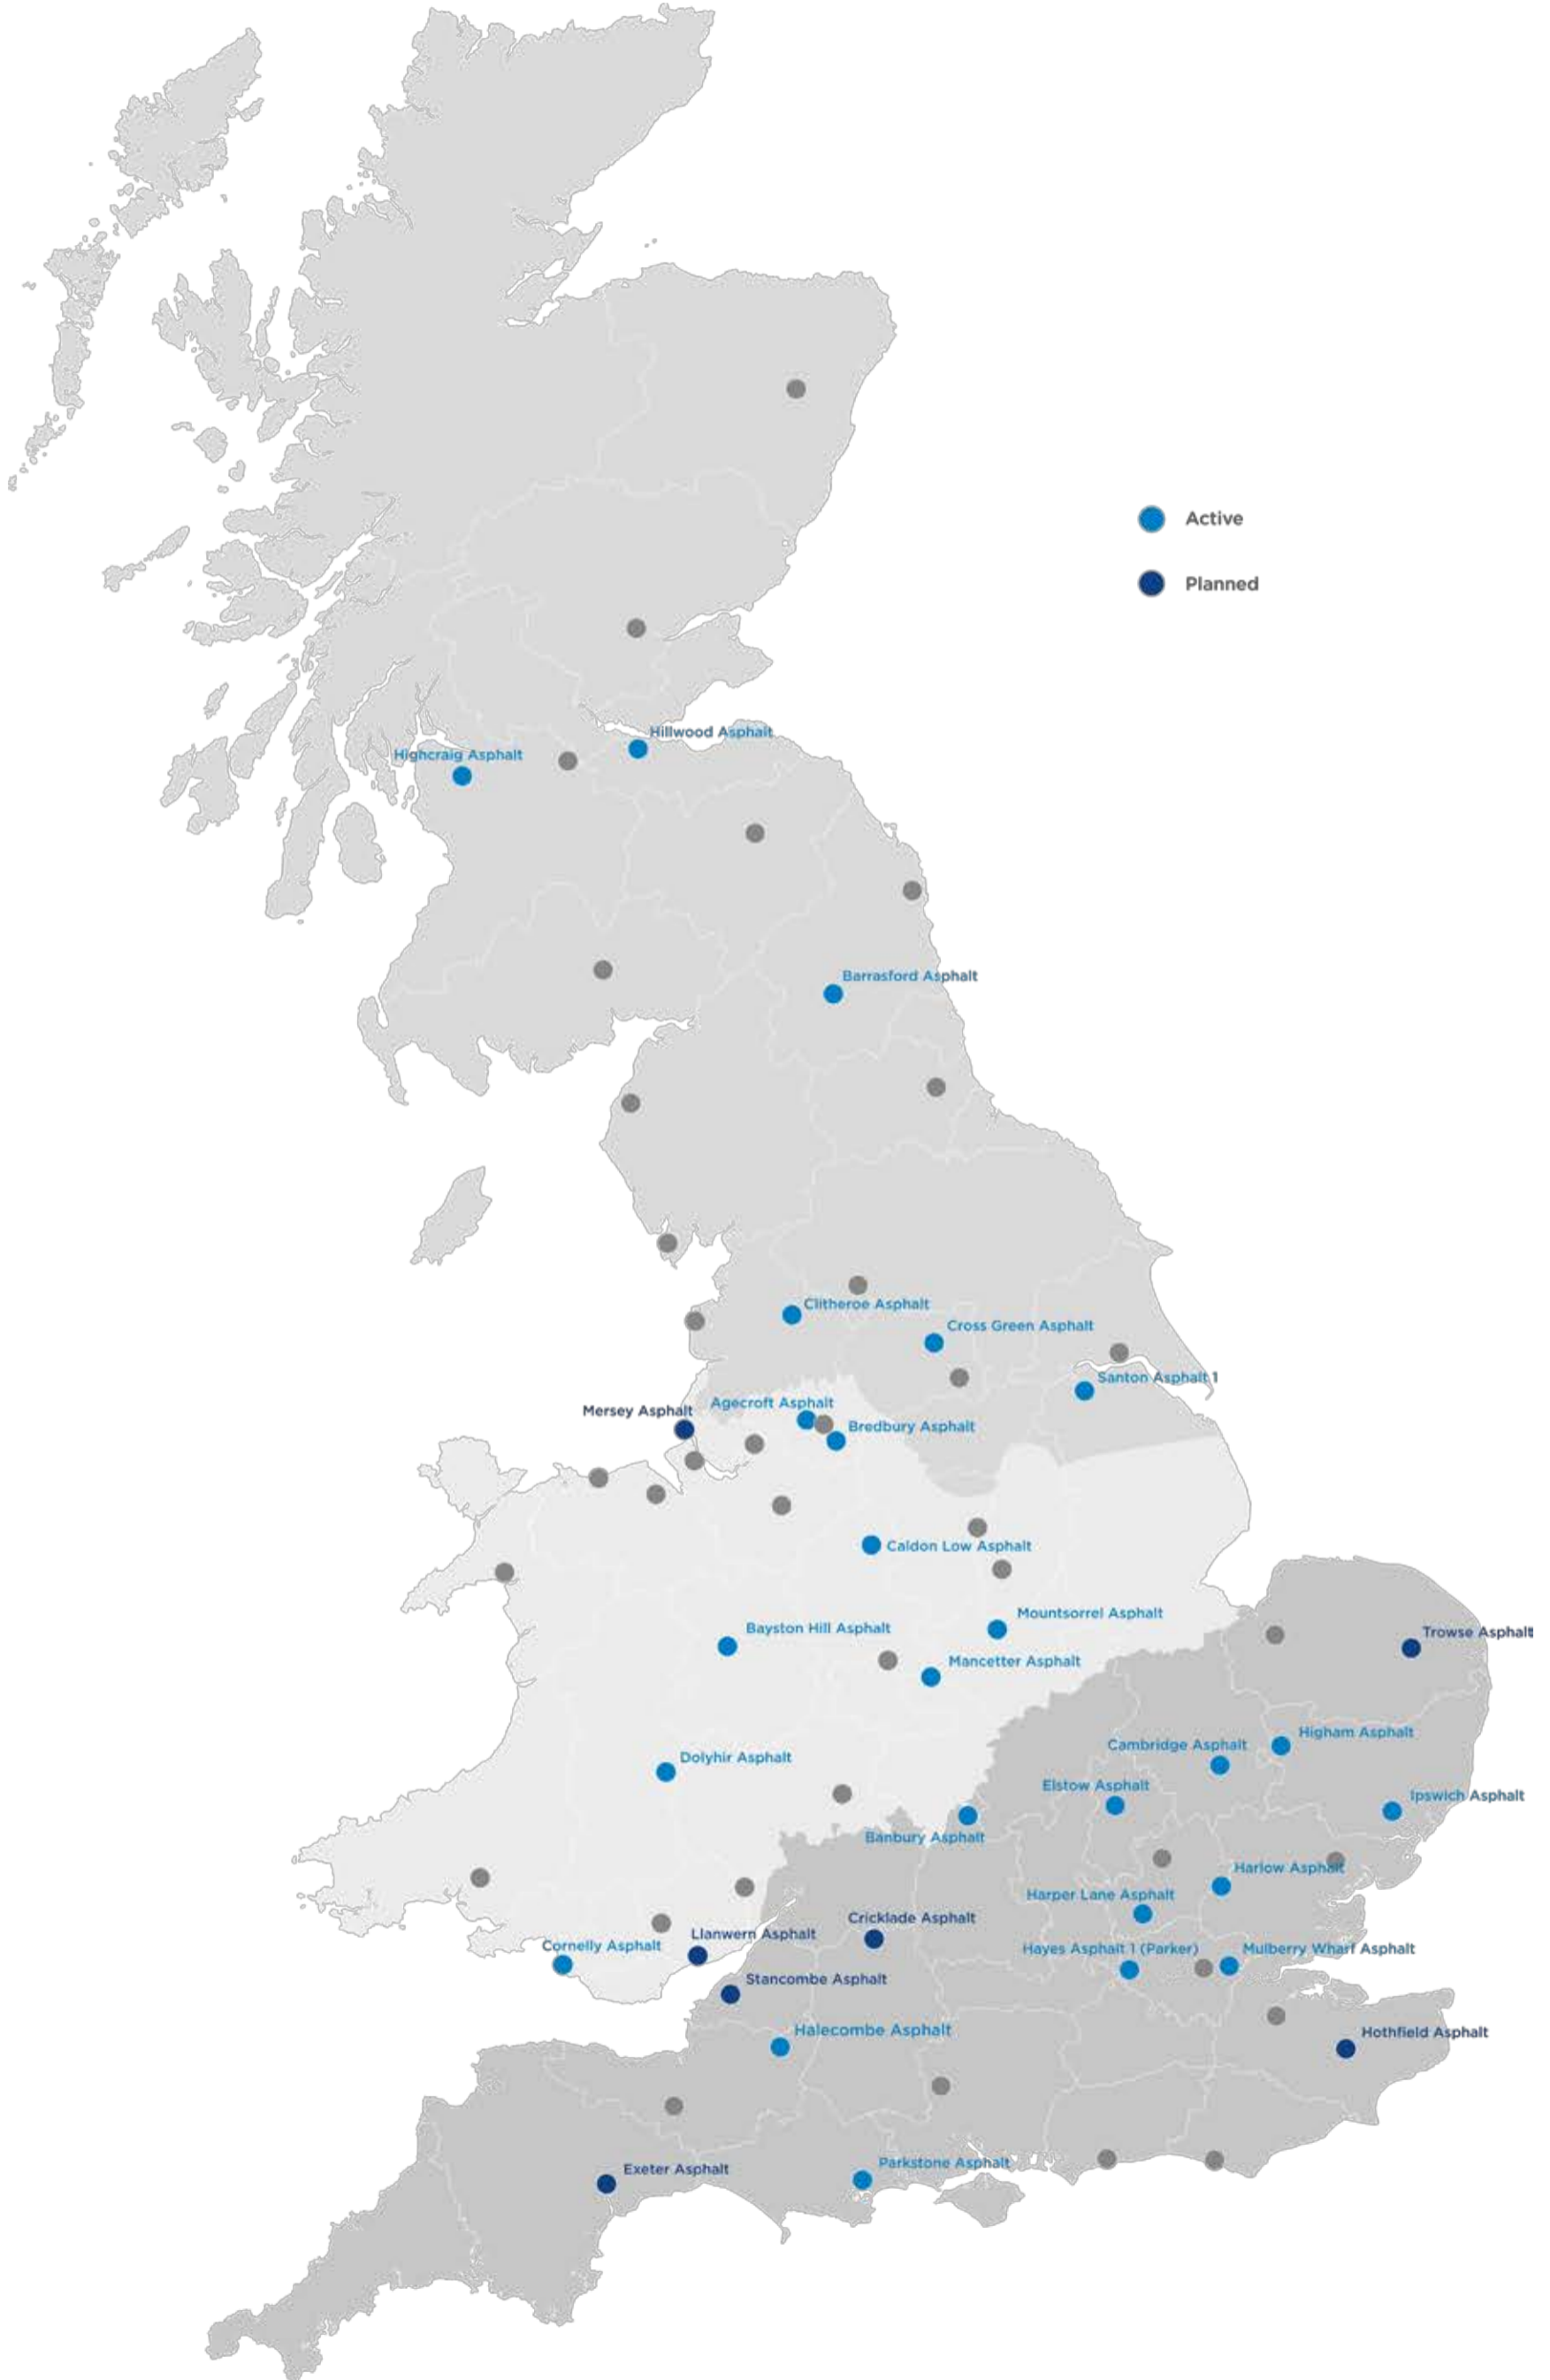 Active
Planned
Hillwood Asphalt
Highcraig Asphalt
Barrasford Asphalt
Clitheroe Asphalt
Cross Green Asphalt
Santon Asphalt 1
Agecroft Asphalt
Mersey Asphalt
Bredbury Asphalt
Caldon Low Asphalt
Mountsorrel Asphalt
Bayston Hill Asphalt
Trowse Asphalt
Mancetter Asphalt
Higham Asphalt
Cambridge Asphalt
Dolyhir Asphalt
Elstow Asphalt
Ipswich Asphalt
Banbury Asphalt
Harlow Asphalt
Harper Lane Asphalt
Cricklade Asphalt
Llanwern Asphalt
Cornelly Asphalt
Hayes Asphalt 1 (Parker)
Mulberry Wharf Asphalt
Stancombe Asphalt
Halecombe Asphalt
Hothfield Asphalt
Parkstone Asphalt
Exeter Asphalt